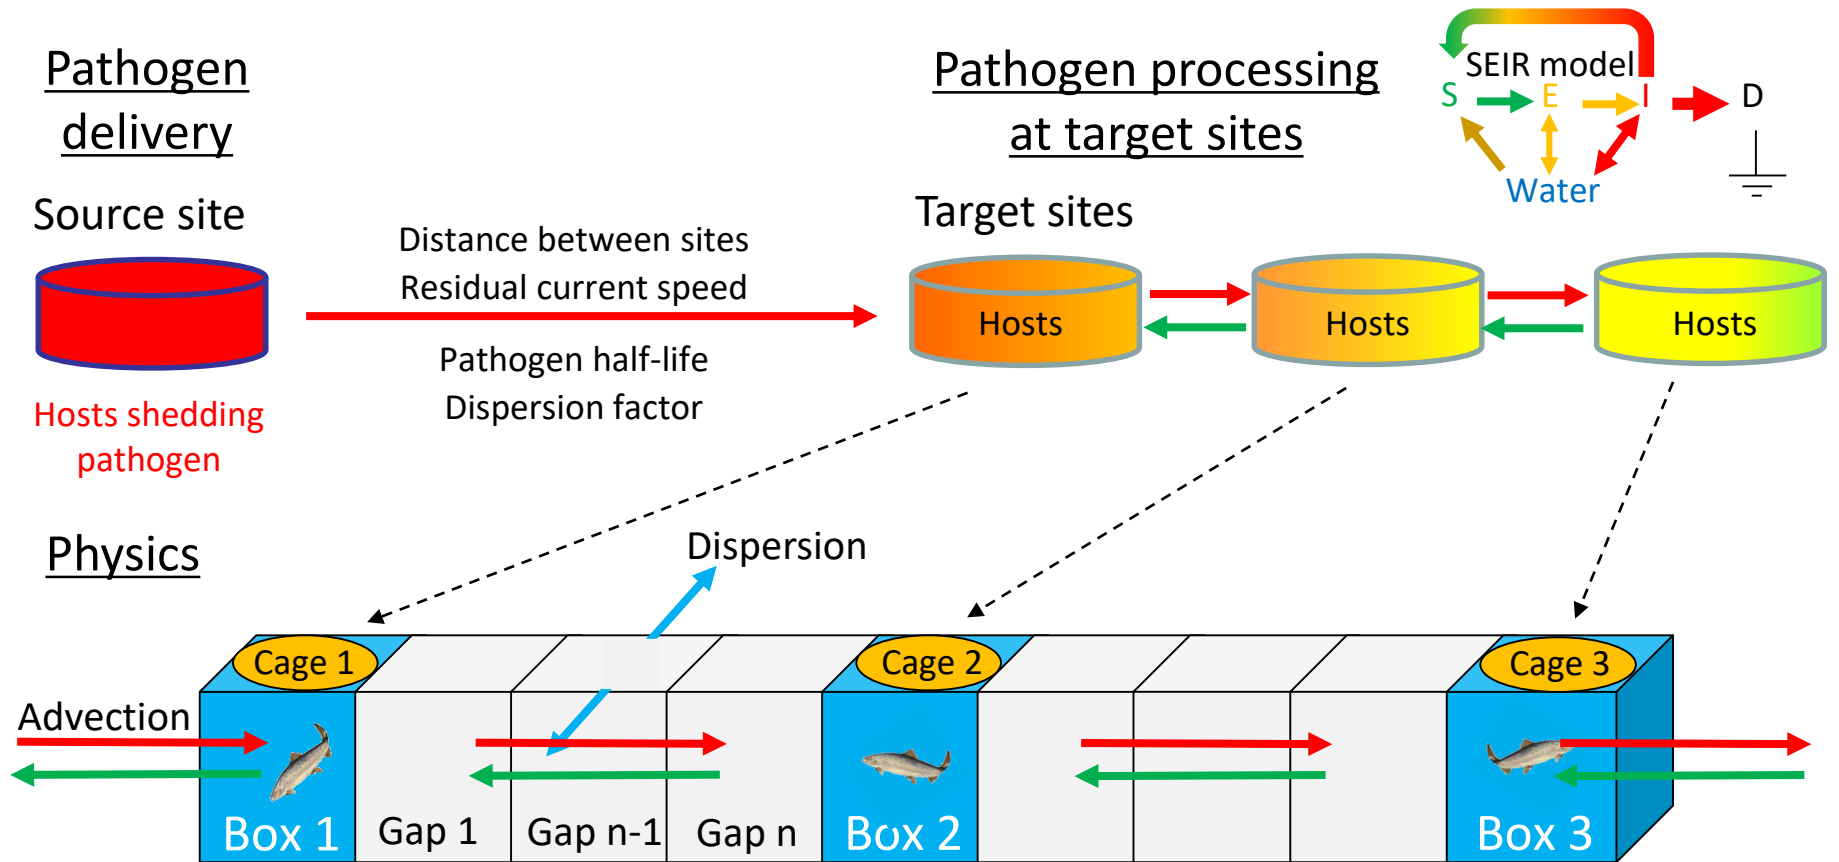 Pathogen
delivery
Source site
Hosts shedding
pathogen
Distance between sites
Residual current speed
Pathogen half-life
Dispersion factor
Pathogen processing
at target sites
SEIR model
S E I D
Water
Target sites
Hosts Hosts Hosts
Physics
Dispersion
Cage 1 Cage 2 Cage 3
Advection
Box 1 Gap 1 Gap n-1 Gap n Box 2 Box 3